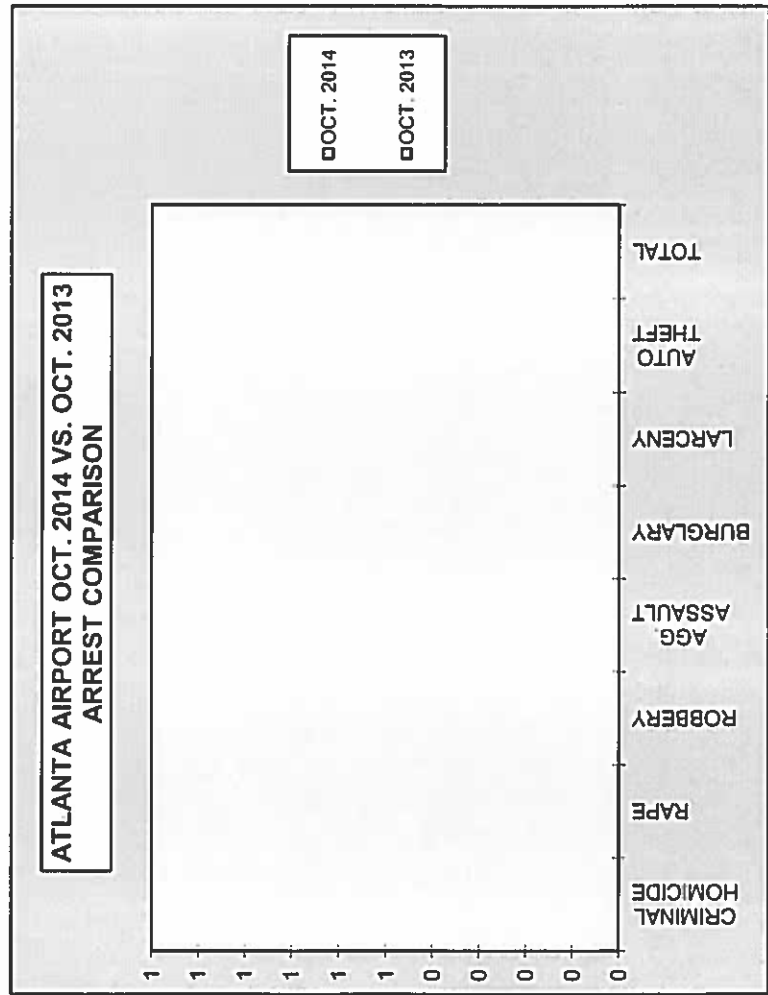 ATLANTA AIRPORT OCT. 2014 VS. OCT. 2013
ARREST COMPARISON
1
1
1
1
1
1
0
0
0
0
0
CRIMINAL
HOMICIDE
RAPE
ROBBERY
AGG.
ASSAULT
BURGLARY
LARCENY
AUTO
THEFT
TOTAL
OCT. 2014
OCT. 2013